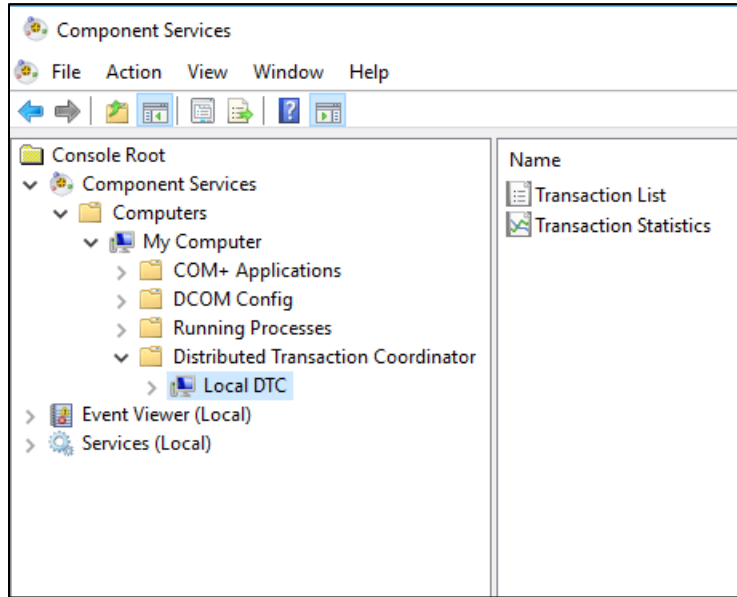 Component Services
File Action View Window Help
Console Root
Component Services
Computers
My Computer
COM+ Applications
DCOM Config
Running Processes
Distributed Transaction Coordinator
Local DTC
Event Viewer (Local)
Services (Local)
Name
Transaction List
Transaction Statistics